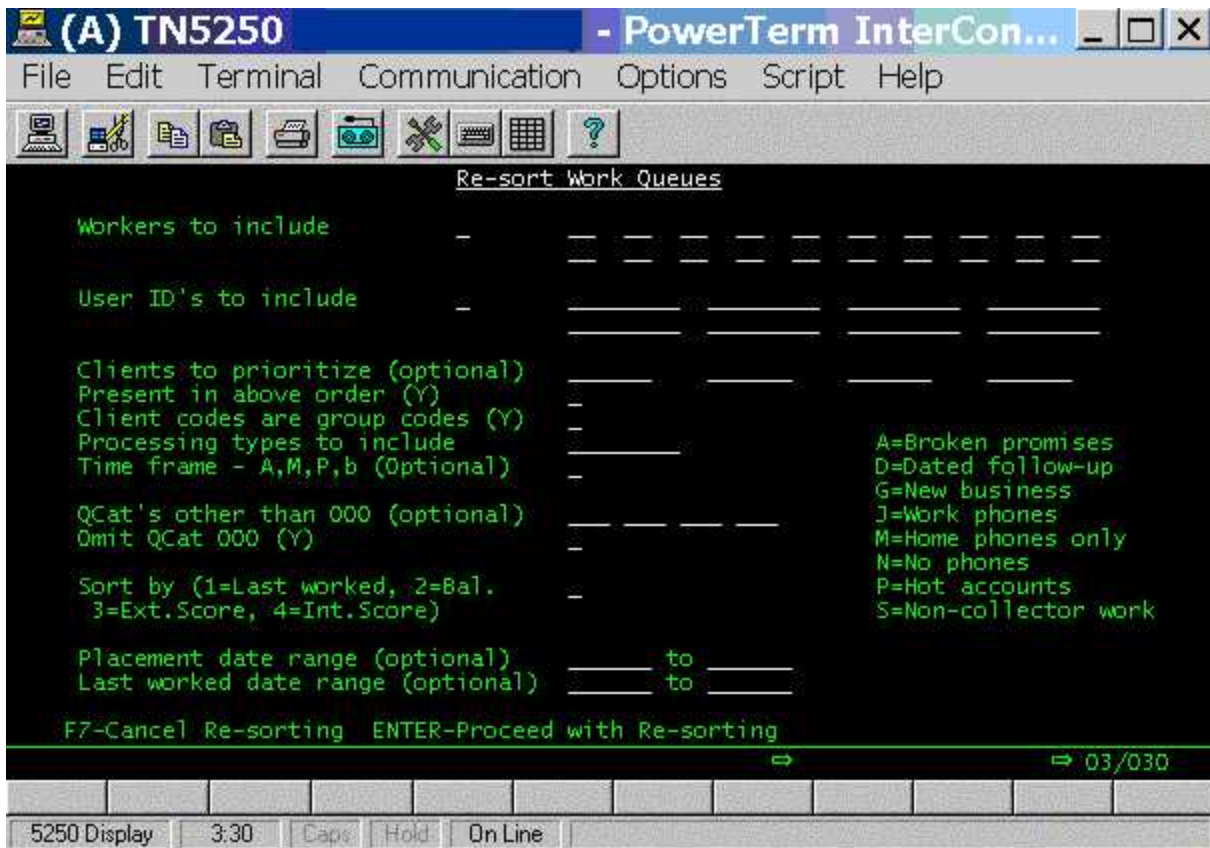 (A) TN5250 - PowerTerm InterCon...
File Edit Terminal Communication Options Script Help
Re-sort Work Queues
Workers to include
User ID's to include
Clients to prioritize (optional)
Present in above order (Y)
Client codes are group codes (Y)
Processing types to include A=Broken promises
Time frame - A,M,P,b (Optional) D=Dated follow-up
G=New business
QCat's other than 000 (optional) J=Work phones
Omit QCat 000 (Y) M=Home phones only
N=No phones
Sort by (1=Last worked, 2=Bal. P=Hot accounts
3=Ext.Score, 4=Int.Score) S=Non-collector work
Placement date range (optional) to
Last worked date range (optional) to
F7-Cancel Re-sorting ENTER-Proceed with Re-sorting
⇨ ⇨ 03/030
5250 Display 3:30 Caps Hold On Line